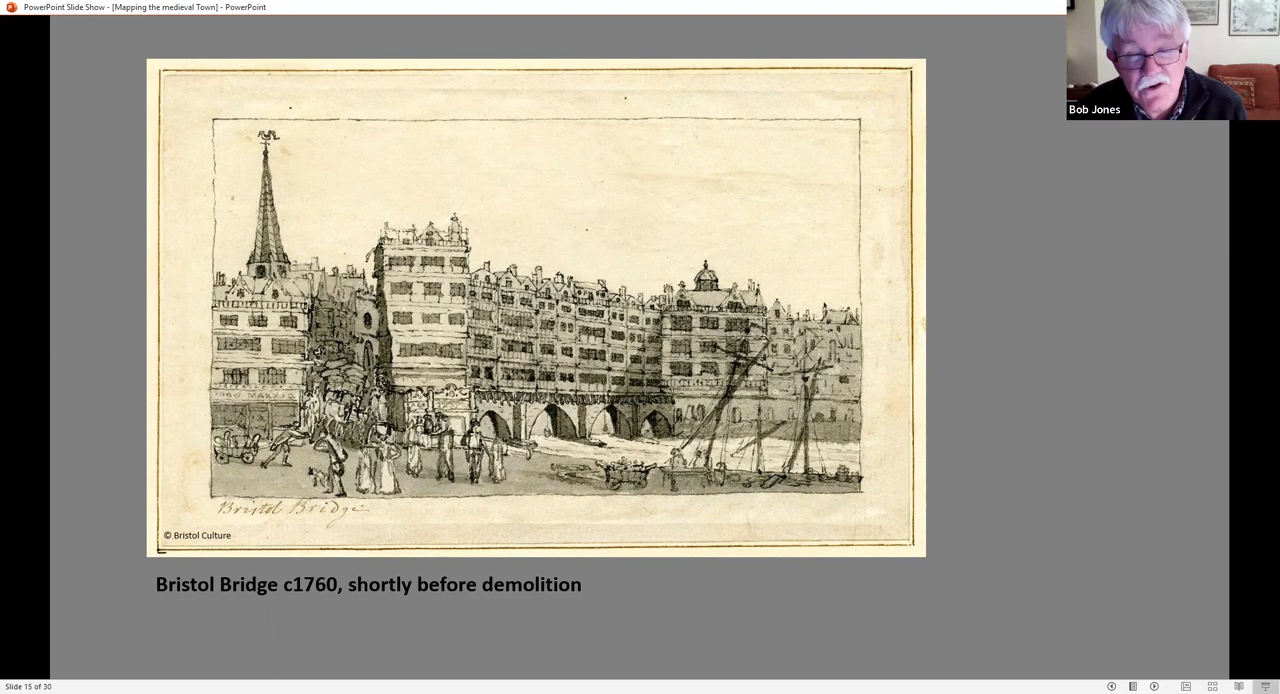 PowerPoint Slide Show - [Mapping the medieval Town] - PowerPoint
Bob Jones
Bristol Bridge
© Bristol Culture
Bristol Bridge c1760, shortly before demolition
Slide 15 of 30